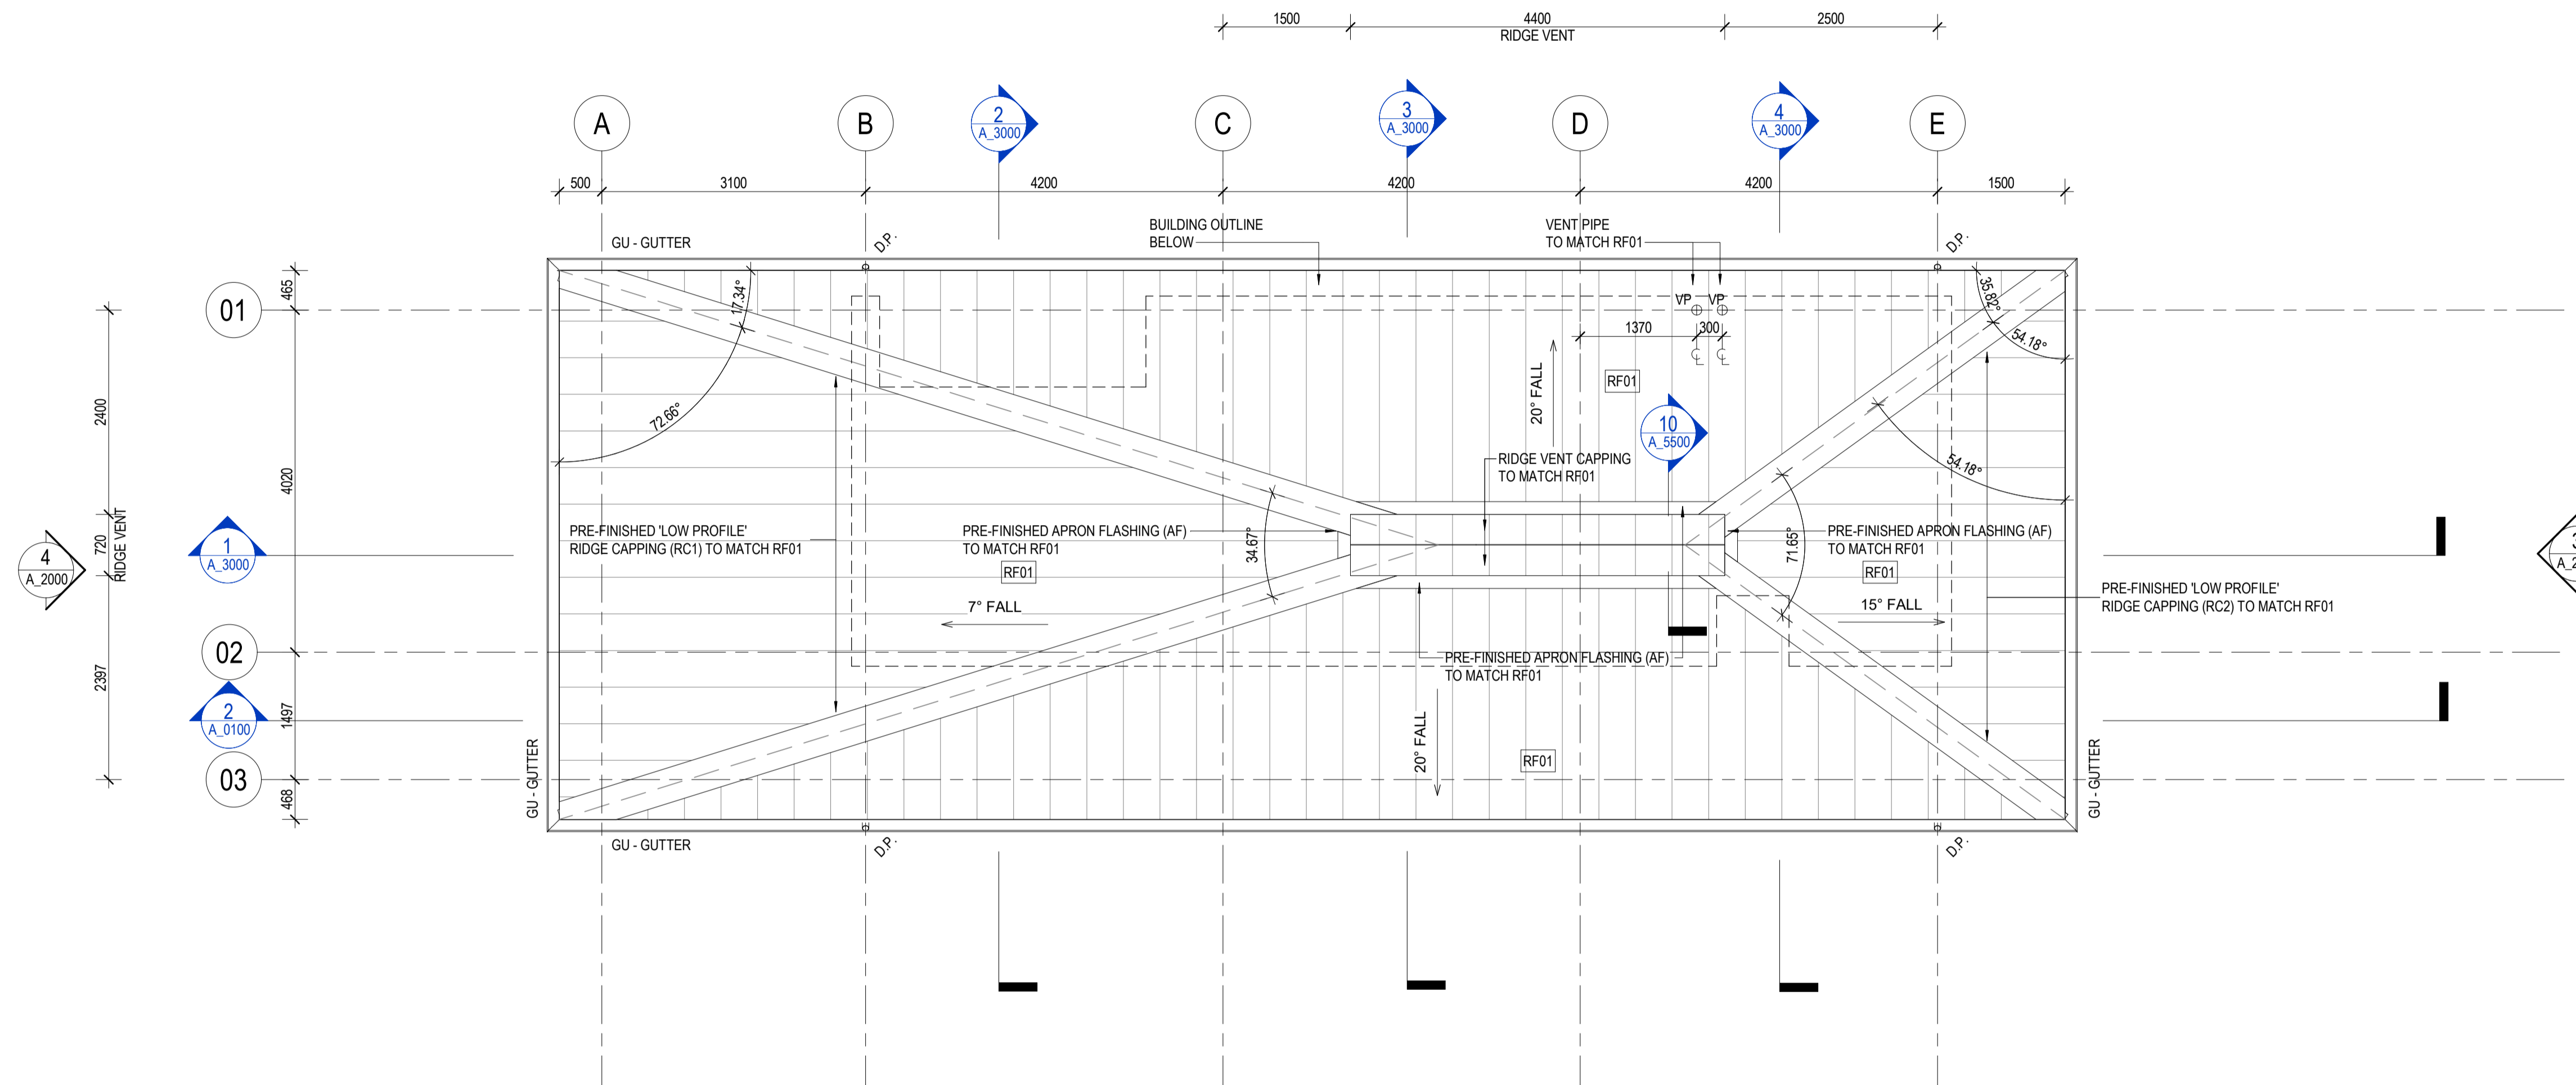 1500
4400
2500
RIDGE VENT
A
B
2
A_3000
C
3
A_3000
D
4
A_3000
E
500
3100
4200
4200
4200
1500
GU - GUTTER
D.P.
BUILDING OUTLINE
BELOW
VENT PIPE
TO MATCH RF01
D.P.
01
465
2400
4020
720
RIDGE VENT
2397
1497
468
17.34°
72.66°
VP
VP
1370
300
35.82°
54.18°
20° FALL
RF01
10
A_5500
54.18°
RIDGE VENT CAPPING
TO MATCH RF01
4
A_2000
1
A_3000
PRE-FINISHED 'LOW PROFILE'
RIDGE CAPPING (RC1) TO MATCH RF01
PRE-FINISHED APRON FLASHING (AF)
TO MATCH RF01
RF01
34.67°
71.65°
PRE-FINISHED APRON FLASHING (AF)
TO MATCH RF01
RF01
PRE-FINISHED 'LOW PROFILE'
RIDGE CAPPING (RC2) TO MATCH RF01
7° FALL
15° FALL
02
PRE-FINISHED APRON FLASHING (AF)
TO MATCH RF01
2
A_0100
20° FALL
RF01
03
GU - GUTTER
GU - GUTTER
GU - GUTTER
D.P.
D.P.